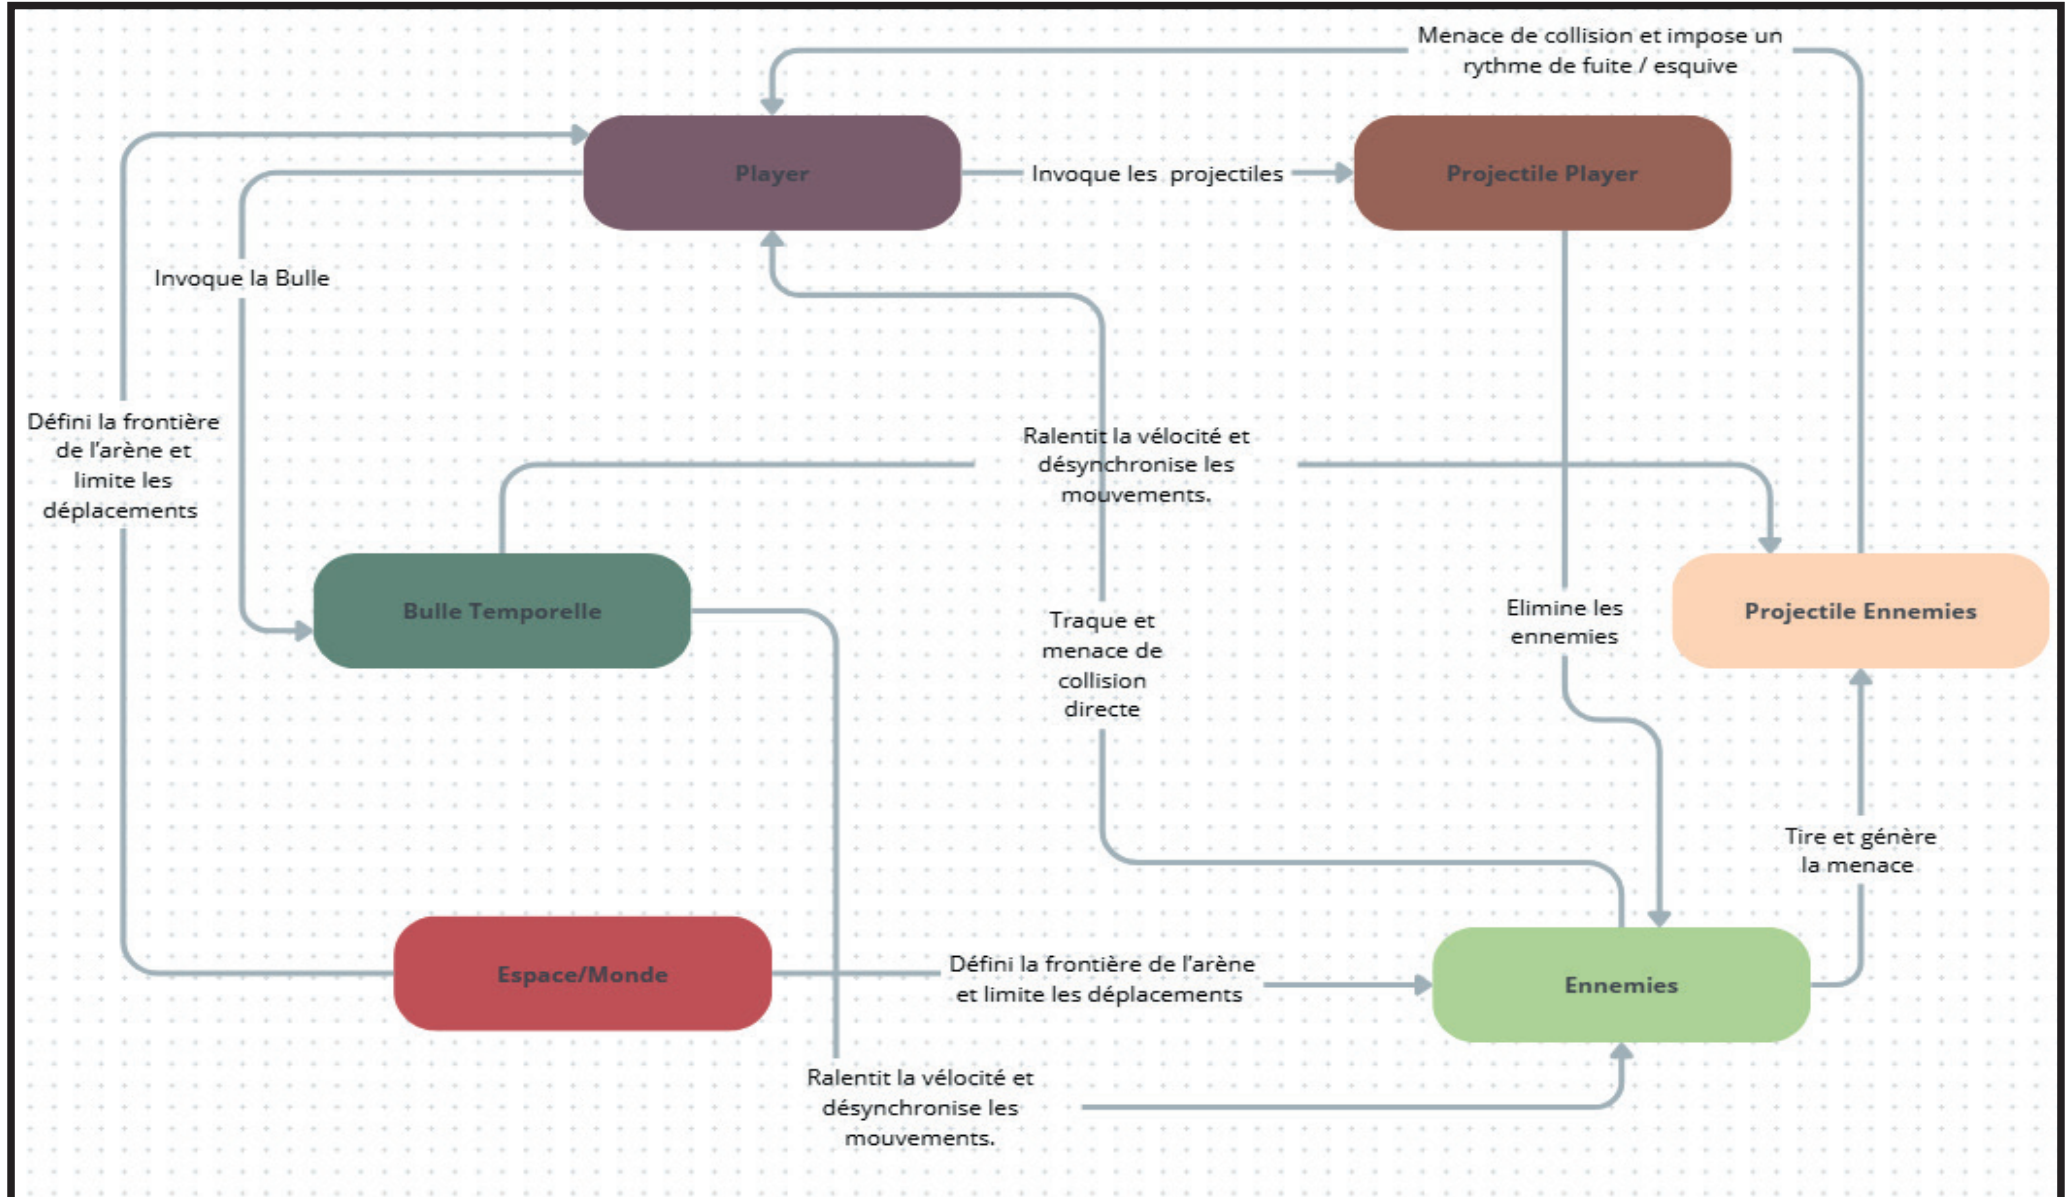 Menace de collision et impose un
rythme de fuite / esquive
Player
Invoque les projectiles
Projectile Player
Invoque la Bulle
Défini la frontière
de l'arène et
limite les
déplacements
Ralentit la vélocité et
désynchronise les
mouvements.
Bulle Temporelle
Traque et
menace de
collision
directe
Elimine les
ennemies
Projectile Ennemies
Tire et génère
la menace
Espace/Monde
Défini la frontière de l'arène
et limite les déplacements
Ennemies
Ralentit la vélocité et
désynchronise les
mouvements.